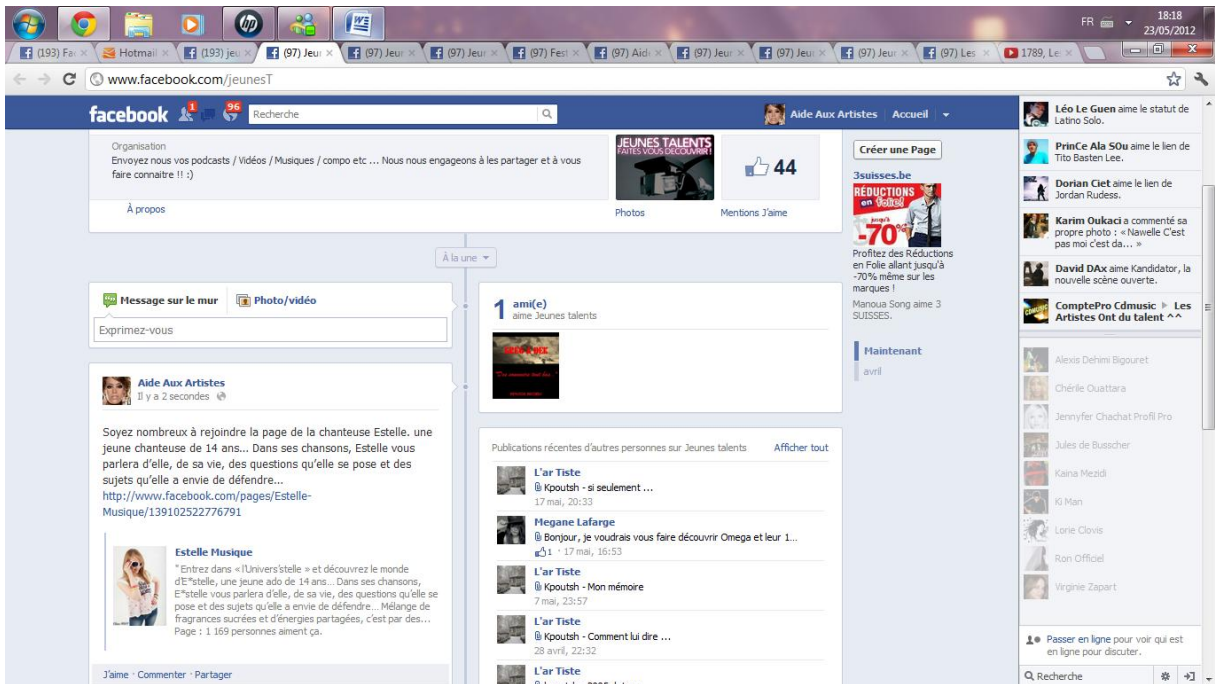 FR
18:18
23/05/2012
(193) Fac
Hotmail
(193) jeu
(97) Jeun
(97) Jeun
(97) Jeun
(97) Fest
(97) Aide
(97) Jeun
(97) Jeun
(97) Jeun
(97) Les
1789, Le
www.facebook.com/jeunesT
facebook
1
96
Recherche
Aide Aux Artistes
Accueil
Organisation
Envoyez nous vos podcasts / Vidéos / Musiques / compo etc ... Nous nous engageons à les partager et à vous
faire connaitre !! :)
À propos
JEUNES TALENTS
FAITES VOUS DECOUVRIR !
Photos
44
Mentions J'aime
À la une
Message sur le mur
Photo/vidéo
Exprimez-vous
Aide Aux Artistes
Il y a 2 secondes
Soyez nombreux à rejoindre la page de la chanteuse Estelle. une
jeune chanteuse de 14 ans... Dans ses chansons, Estelle vous
parlera d'elle, de sa vie, des questions qu'elle se pose et des
sujets qu'elle a envie de défendre...
http://www.facebook.com/pages/Estelle-
Musique/139102522776791
Estelle Musique
"Entrez dans «l'Univers'stelle » et découvrez le monde
d'E*stelle, une jeune ado de 14 ans... Dans ses chansons,
E*stelle vous parlera d'elle, de sa vie, des questions qu'elle se
pose et des sujets qu'elle a envie de défendre... Mélange de
fragrances sucrées et d'énergies partagées, c'est par des...
Page : 1 169 personnes aiment ça.
J'aime · Commenter · Partager
1 ami(e)
aime Jeunes talents
Publications récentes d'autres personnes sur Jeunes talents
Afficher tout
L'ar Tiste
Kpoutsh - si seulement ...
17 mai, 20:33
Megane Lafarge
Bonjour, je voudrais vous faire découvrir Omega et leur 1...
1 · 17 mai, 16:53
L'ar Tiste
Kpoutsh - Mon mémoire
7 mai, 23:57
L'ar Tiste
Kpoutsh - Comment lui dire ...
28 avril, 22:32
L'ar Tiste
Créer une Page
3suisses.be
RÉDUCTIONS
en folie!
jusqu'à
-70%
Profitez des Réductions
en Folie allant jusqu'à
-70% même sur les
marques !
Manoua Song aime 3
SUISSES.
Maintenant
avril
Léo Le Guen aime le statut de
Latino Solo.
PrinCe Ala SOu aime le lien de
Tito Basten Lee.
Dorian Ciet aime le lien de
Jordan Rudess.
Karim Oukaci a commenté sa
propre photo : « Nawelle C'est
pas moi c'est da... »
David DAx aime Kandidator, la
nouvelle scène ouverte.
ComptePro Cdmusic ▶ Les
Artistes Ont du talent ^^
Alexis Dehimi Bigouret
Chérile Ouattara
Jennyfer Chachat Profil Pro
Jules de Busscher
Kaina Mezidi
Ki Man
Lorie Clovis
Ron Officiel
Virginie Zapart
Passer en ligne pour voir qui est
en ligne pour discuter.
Recherche